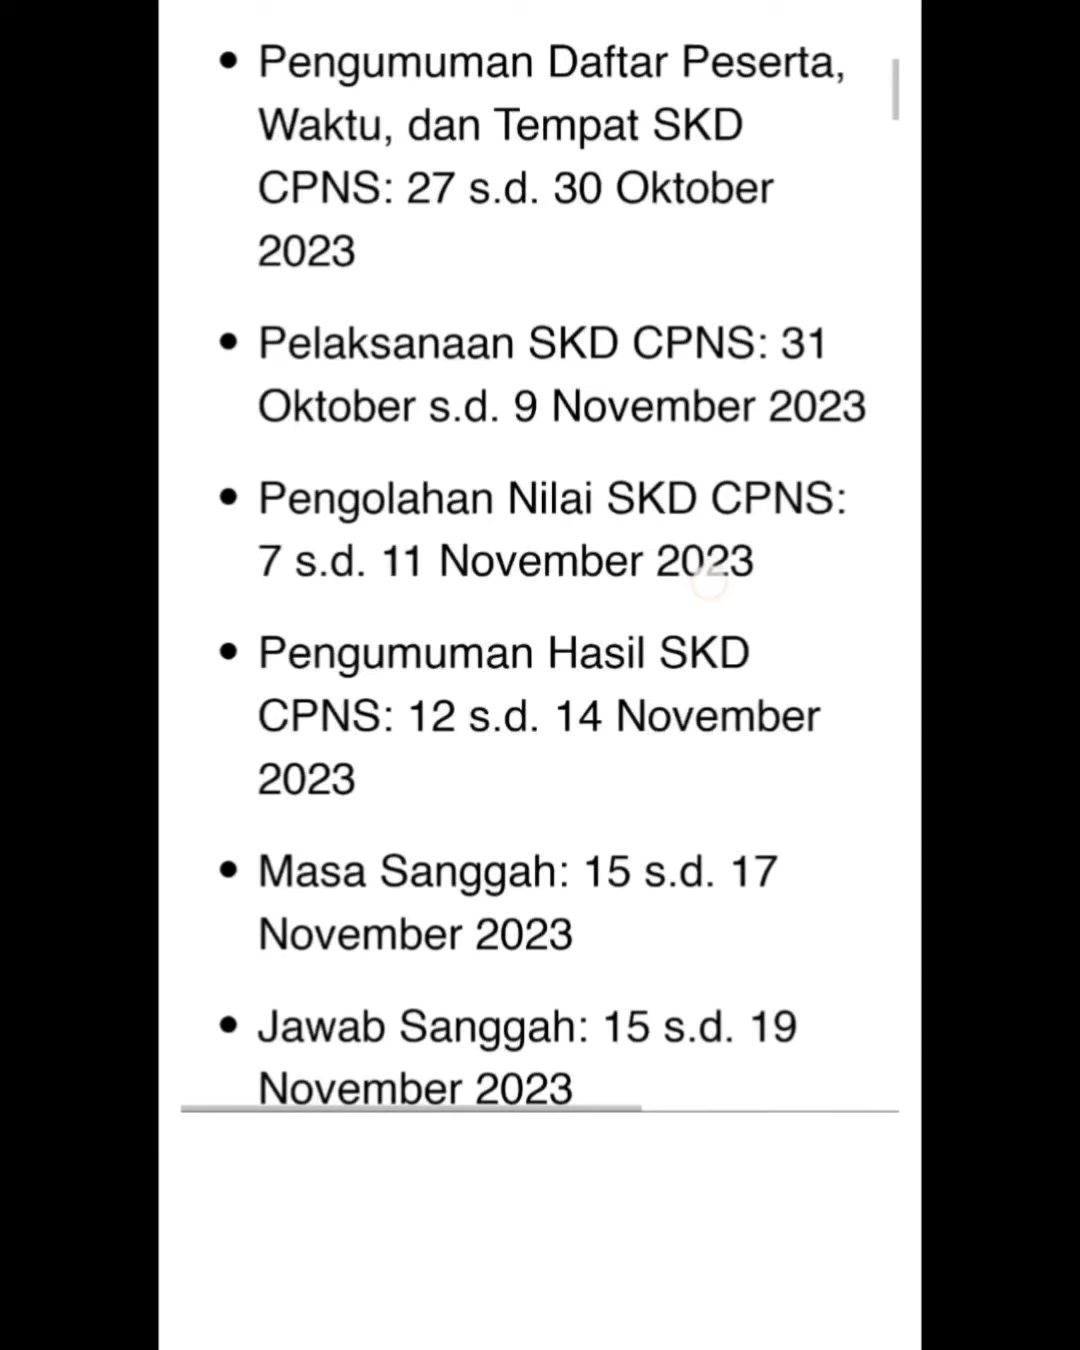 • Pengumuman Daftar Peserta,
Waktu, dan Tempat SKD
CPNS: 27 s.d. 30 Oktober
2023
• Pelaksanaan SKD CPNS: 31
Oktober s.d. 9 November 2023
• Pengolahan Nilai SKD CPNS:
7 s.d. 11 November 2023
• Pengumuman Hasil SKD
CPNS: 12 s.d. 14 November
2023
• Masa Sanggah: 15 s.d. 17
November 2023
• Jawab Sanggah: 15 s.d. 19
November 2023